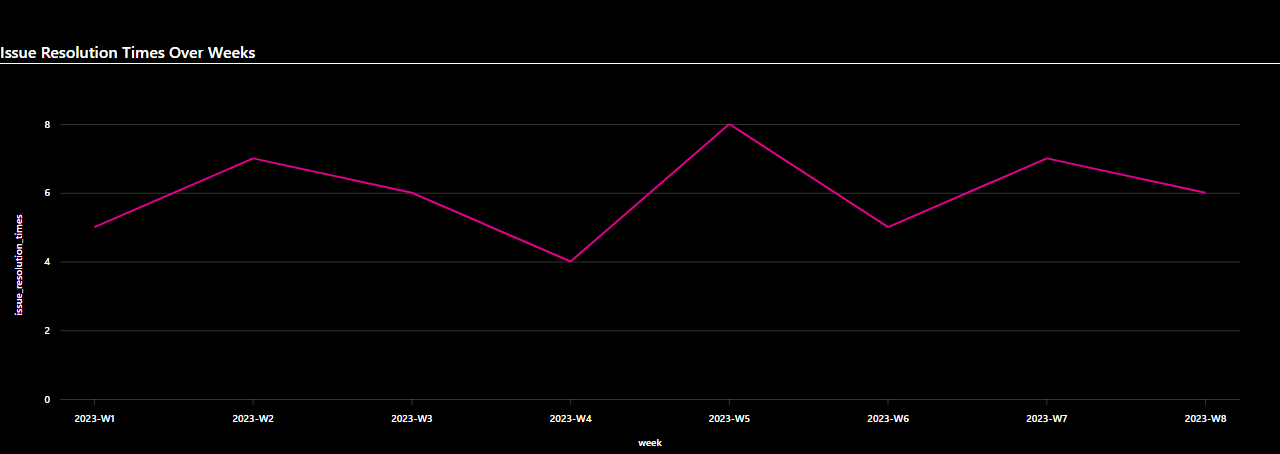 Issue Resolution Times Over Weeks
8
6
4
2
0
issue_resolution_times
2023-W1 2023-W2 2023-W3 2023-W4 2023-W5 2023-W6 2023-W7 2023-W8
week